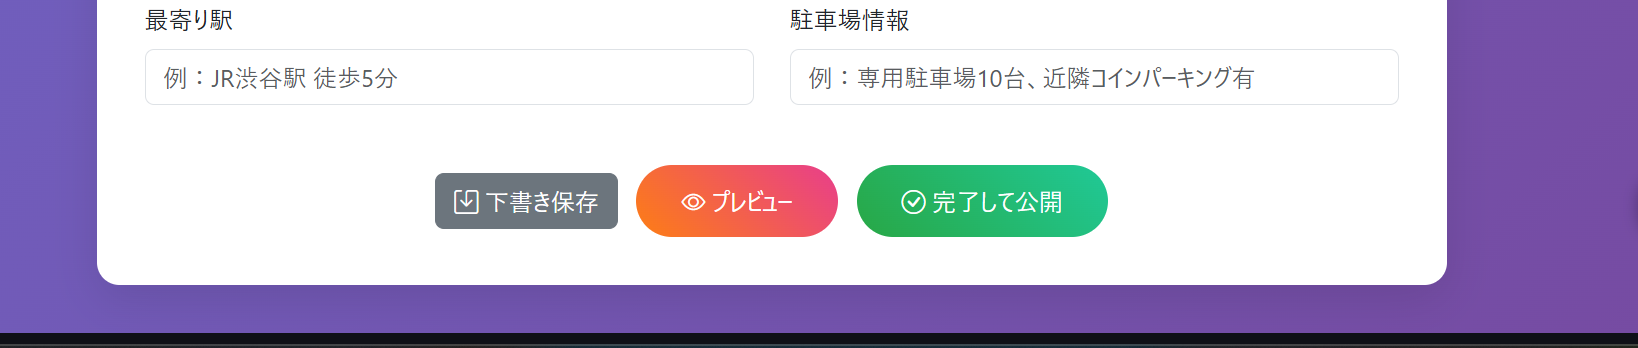 最寄り駅
駐車場情報
例：JR渋谷駅 徒歩5分
例：専用駐車場10台、近隣コインパーキング有
下書き保存
プレビュー
完了して公開